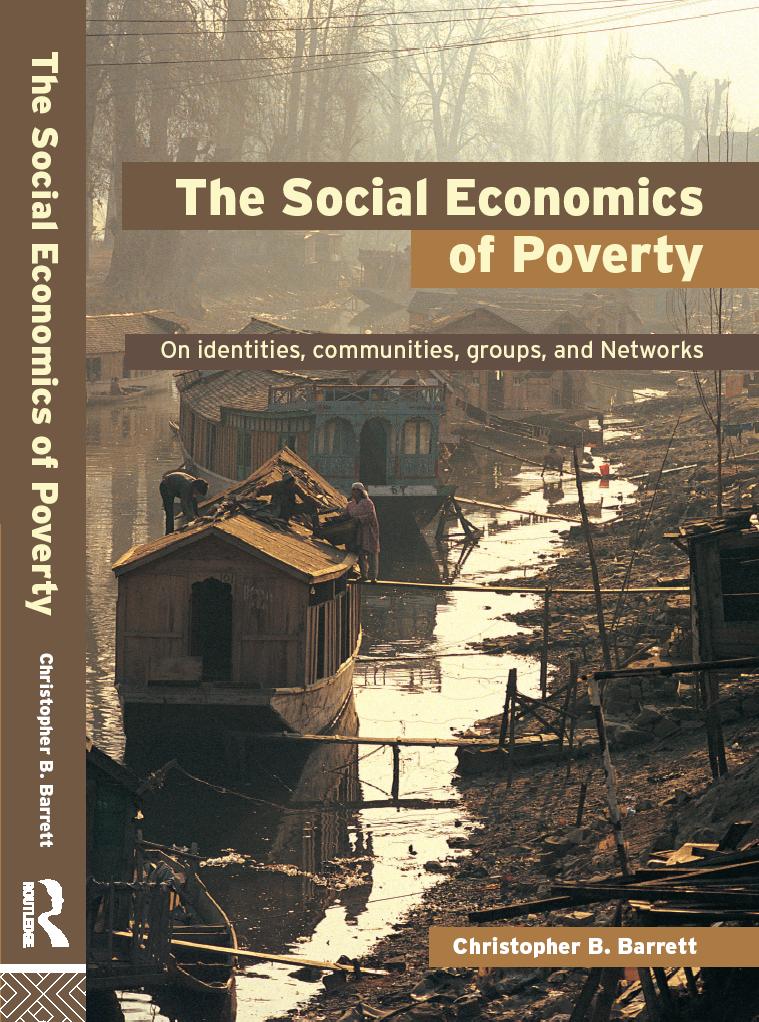 The Social Economics of Poverty
Christopher B. Barrett
ROUTLEDGE
The Social Economics
of Poverty
On identities, communities, groups, and Networks
Christopher B. Barrett